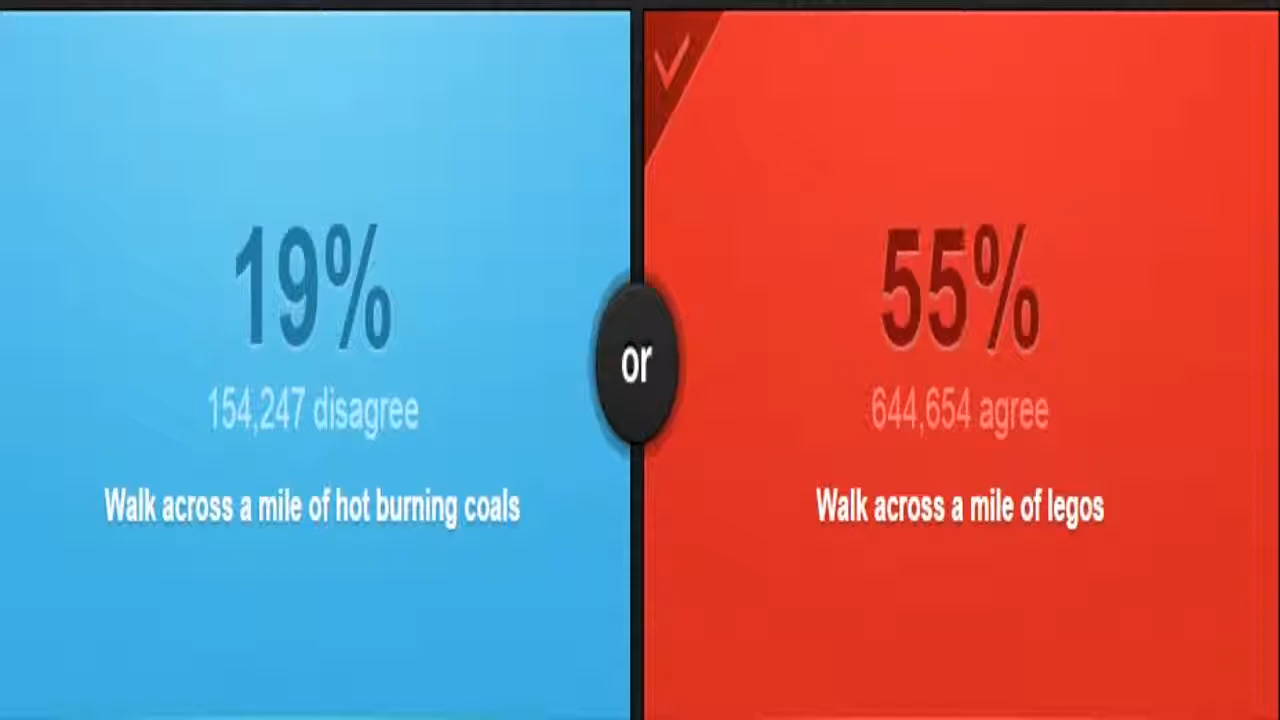 19%
154,247 disagree
Walk across a mile of hot burning coals
or
55%
644,654 agree
Walk across a mile of legos